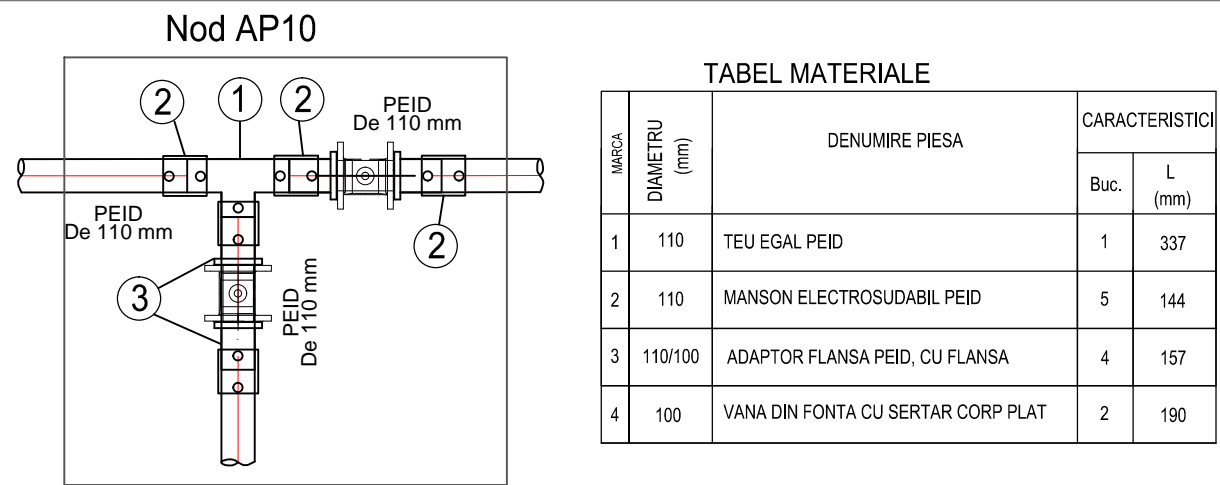 Nod AP10
2
1
2
PEID
De 110 mm
PEID
De 110 mm
2
3
PEID
De 110 mm
TABEL MATERIALE
MARCA
DIAMETRU
(mm)
DENUMIRE PIESA
CARACTERISTICI
Buc.
L
(mm)
1 110 TEU EGAL PEID 1 337
2 110 MANSON ELECTROSUDABIL PEID 5 144
3 110/100 ADAPTOR FLANSA PEID, CU FLANSA 4 157
4 100 VANA DIN FONTA CU SERTAR CORP PLAT 2 190